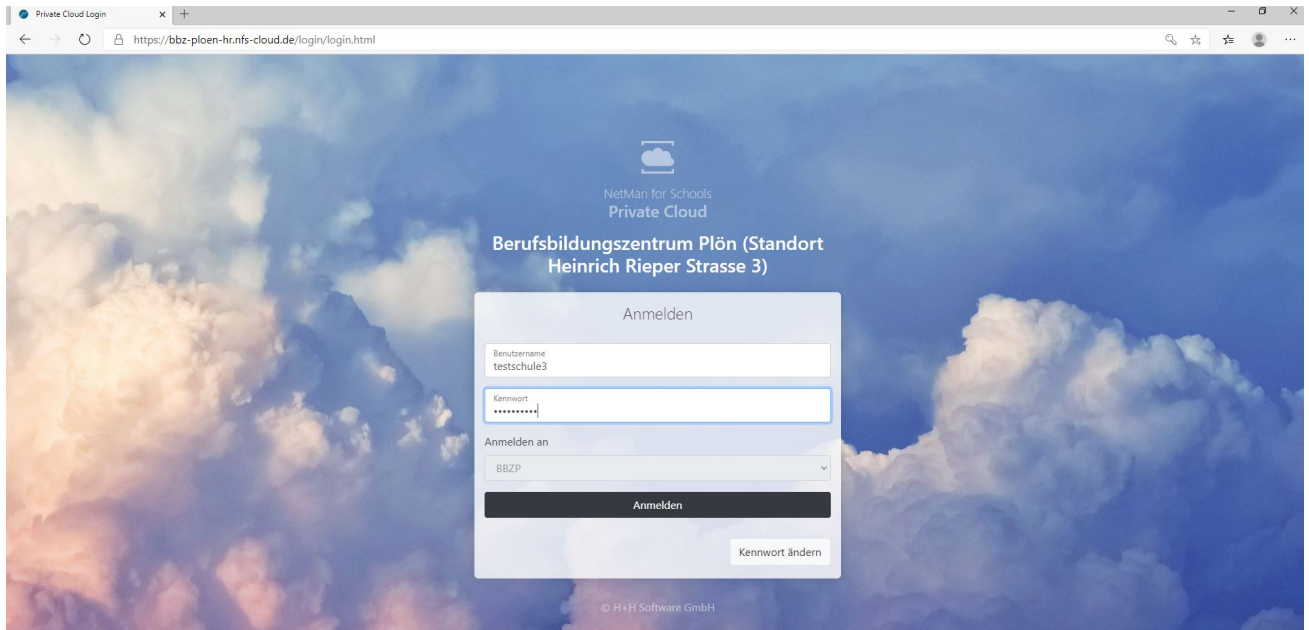 Private Cloud Login
https://bbz-ploen-hr.nfs-cloud.de/login/login.html
NetMan for Schools
Private Cloud
Berufsbildungszentrum Plön (Standort
Heinrich Rieper Strasse 3)
Anmelden
Benutzername
testschule3
Kennwort
••••••••••
Anmelden an
BBZP
Anmelden
Kennwort ändern
© H+H Software GmbH